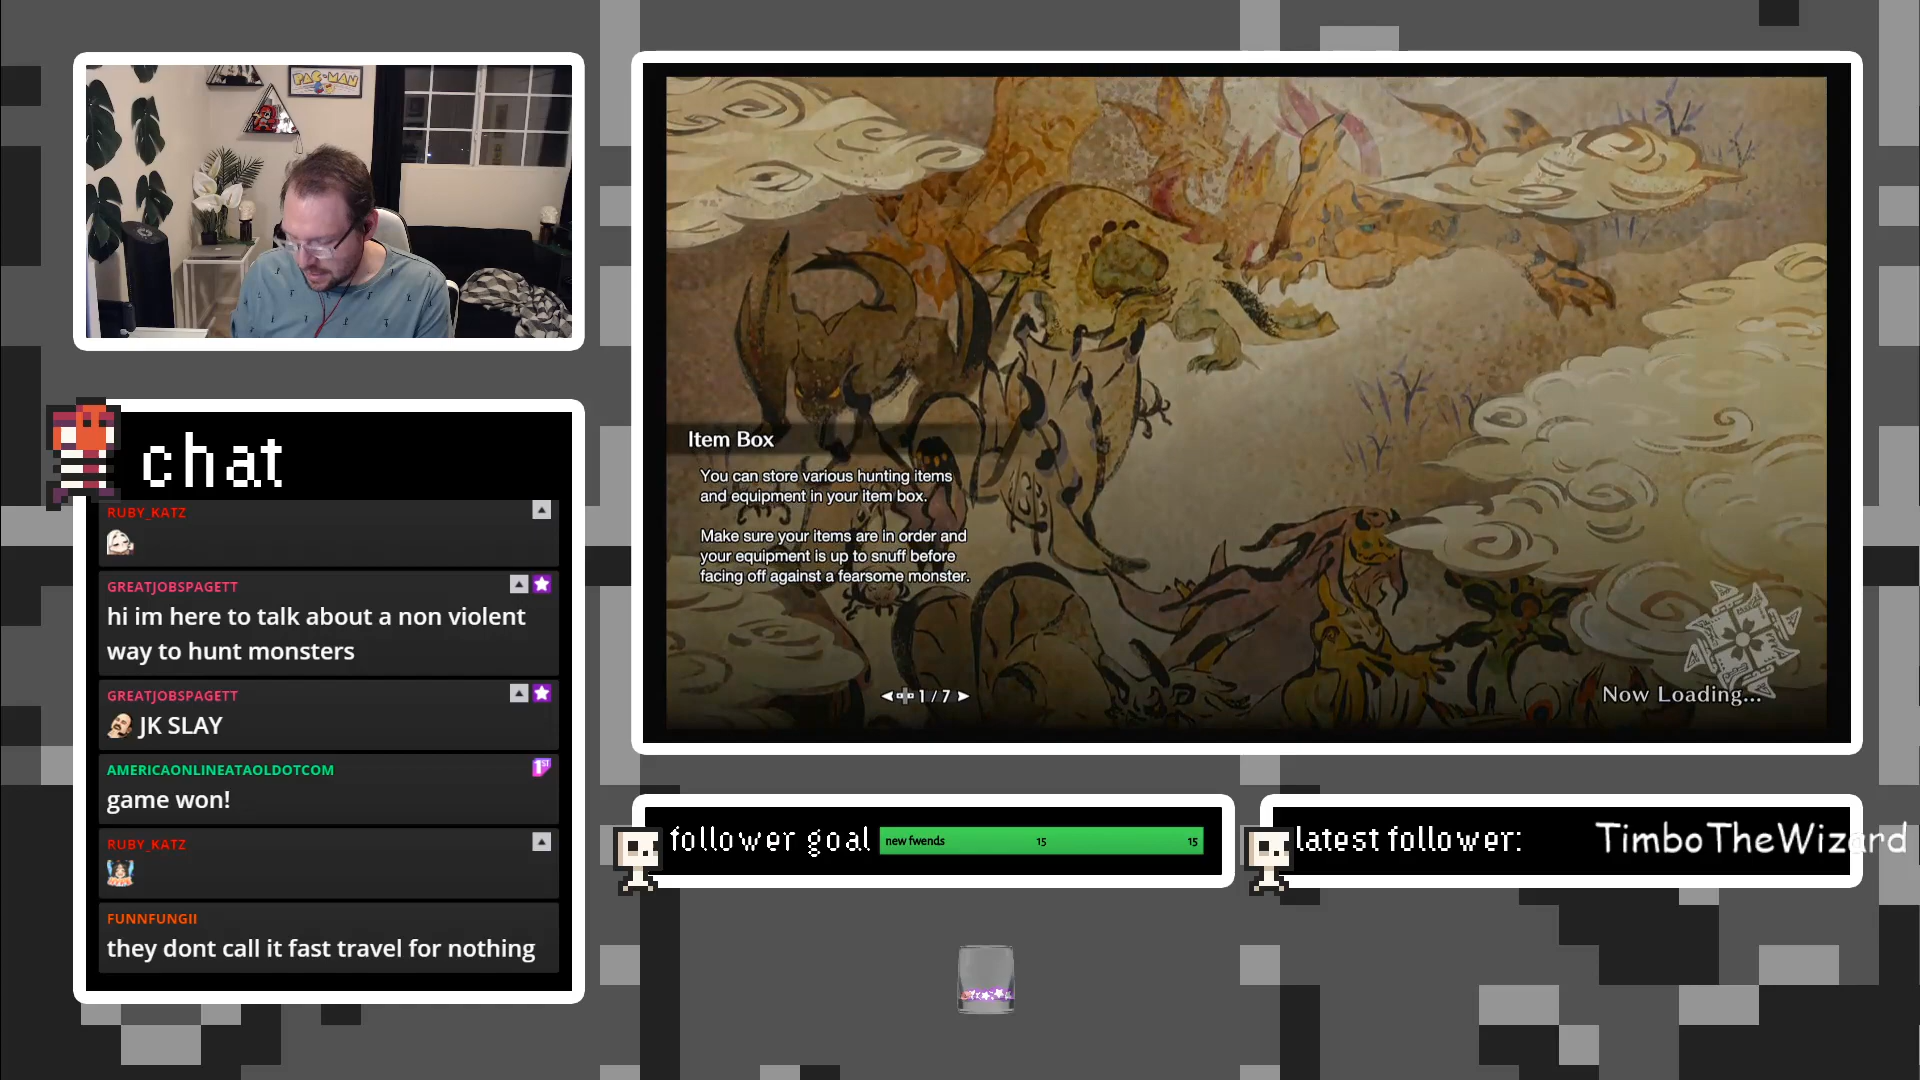 PAC-MAN
chat
RUBY_KATZ
GREATJOBSPAGETT
hi im here to talk about a non violent
way to hunt monsters
GREATJOBSPAGETT
JK SLAY
AMERICAONLINEATAOLDOTCOM
1ST
game won!
RUBY_KATZ
FUNNFUNGII
they dont call it fast travel for nothing
Item Box
You can store various hunting items
and equipment in your item box.
Make sure your items are in order and
your equipment is up to snuff before
facing off against a fearsome monster.
1 / 7
Now Loading...
follower goal
new fwends 15 15
latest follower: TimboTheWizard